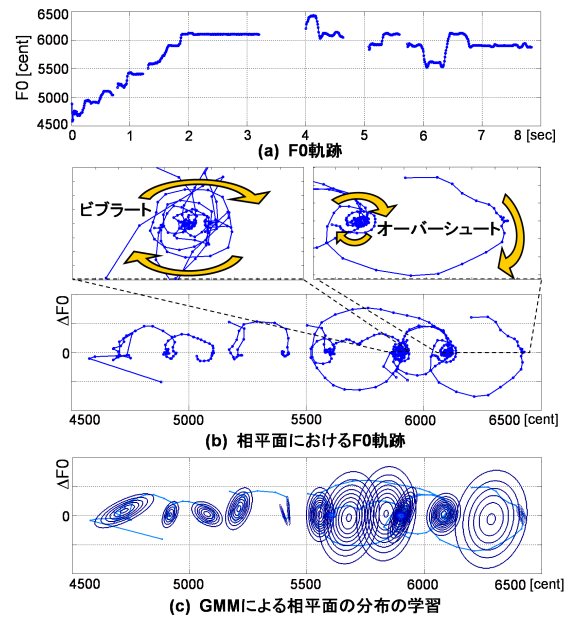 F0 [cent]
6500
6000
5500
5000
4500
0 1 2 3 4 5 6 7 8 [sec]
(a) F0軌跡
ビブラート
オーバーシュート
ΔF0
0
4500 5000 5500 6000 6500 [cent]
(b) 相平面におけるF0軌跡
ΔF0
0
4500 5000 5500 6000 6500 [cent]
(c) GMMによる相平面の分布の学習